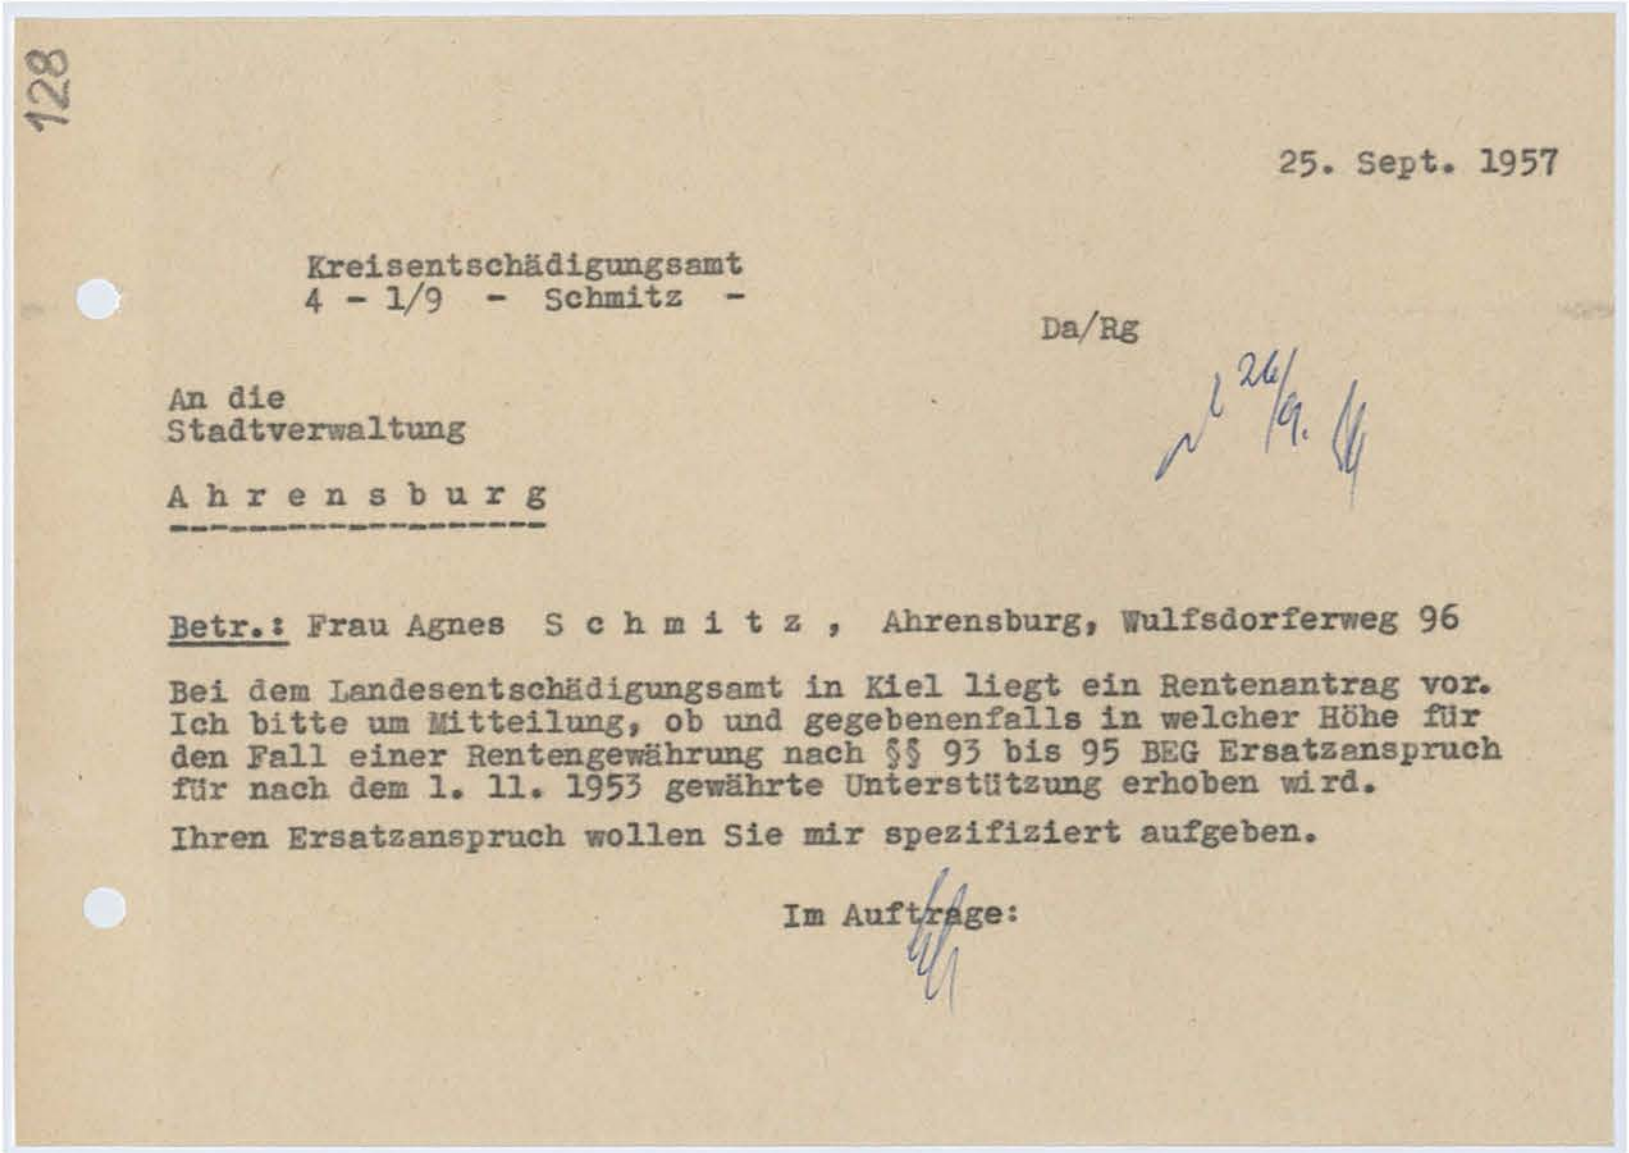 128
25. Sept. 1957
Kreisentschädigungsamt
4 - 1/9 - Schmitz -
Da/Rg
26/9.
An die
Stadtverwaltung
A h r e n s b u r g
Betr.: Frau Agnes S c h m i t z , Ahrensburg, Wulfsdorferweg 96
Bei dem Landesentschädigungsamt in Kiel liegt ein Rentenantrag vor.
Ich bitte um Mitteilung, ob und gegebenenfalls in welcher Höhe für
den Fall einer Rentengewährung nach §§ 93 bis 95 BEG Ersatzanspruch
für nach dem 1. 11. 1953 gewährte Unterstützung erhoben wird.
Ihren Ersatzanspruch wollen Sie mir spezifiziert aufgeben.
Im Auftrage: